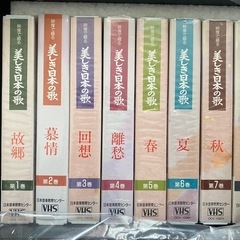 美しき日本の歌
故郷
第1巻
VHS
美しき日本の歌
慕情
第2巻
VHS
美しき日本の歌
回想
第3巻
VHS
美しき日本の歌
離愁
第4巻
VHS
美しき日本の歌
春
第5巻
VHS
美しき日本の歌
夏
第6巻
VHS
美しき日本の歌
秋
第7巻
VHS